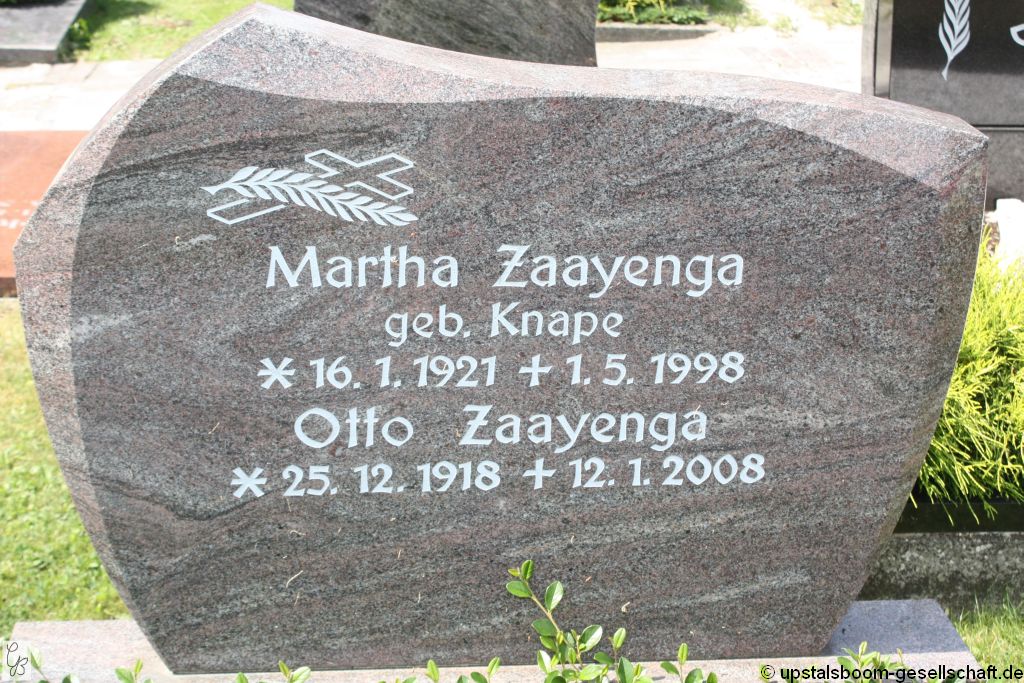 Martha Zaayenga
geb. Knape
* 16. 1. 1921 + 1. 5. 1998
Otto Zaayenga
* 25. 12. 1918 + 12. 1. 2008
© upstalsboom-gesellschaft.de